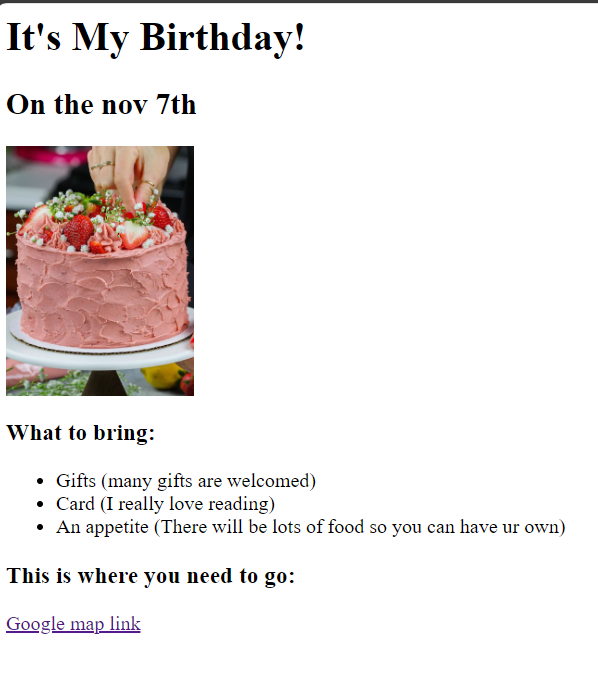 It's My Birthday!
On the nov 7th
What to bring:
Gifts (many gifts are welcomed)
Card (I really love reading)
An appetite (There will be lots of food so you can have ur own)
This is where you need to go:
Google map link